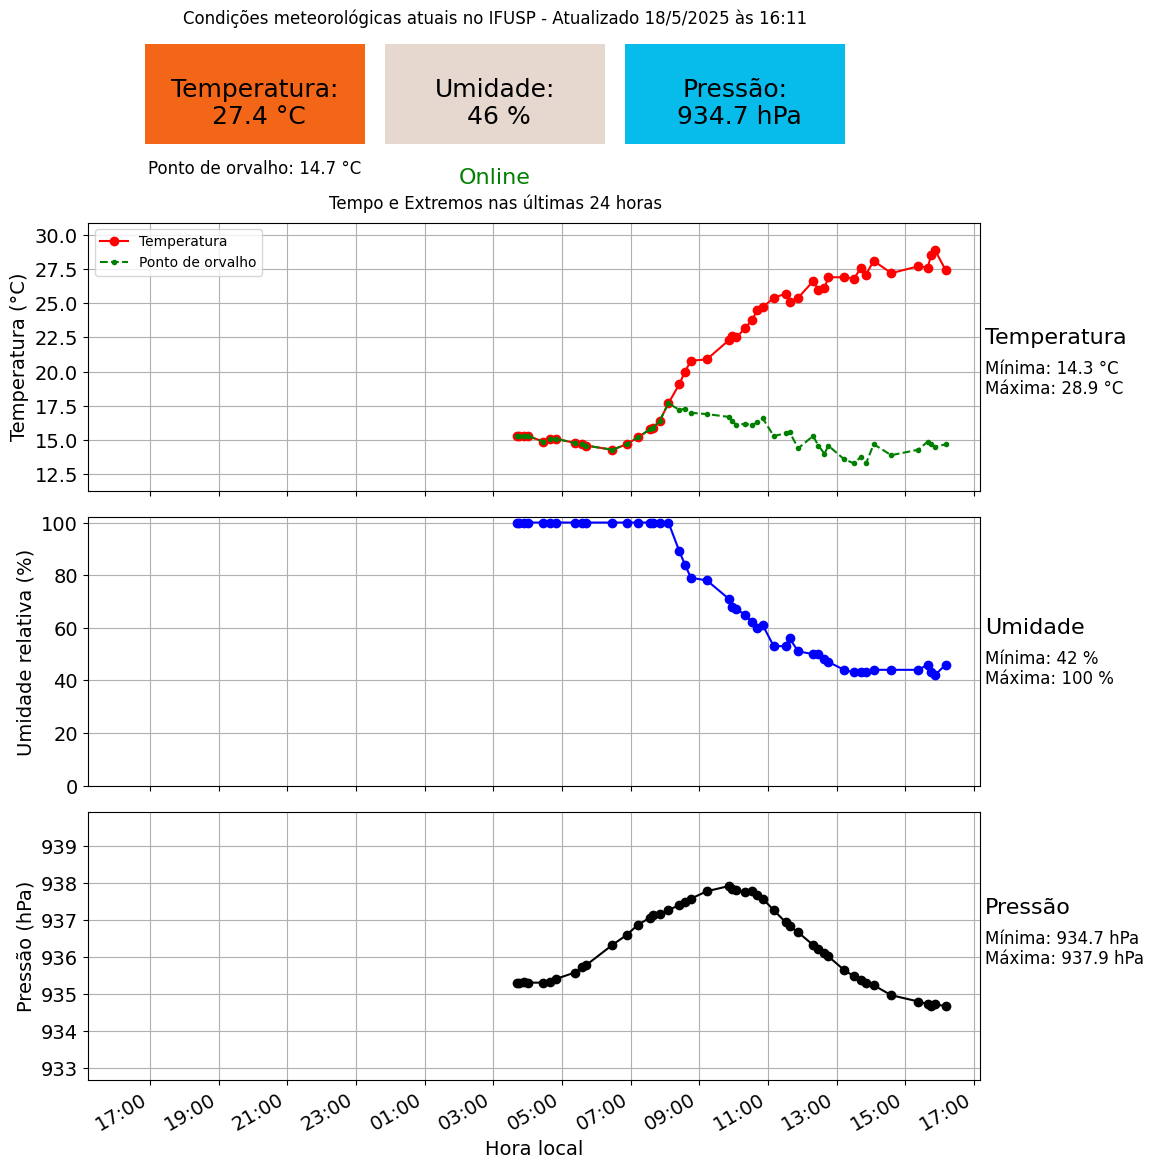 Condições meteorológicas atuais no IFUSP - Atualizado 18/5/2025 às 16:11
Temperatura:
27.4 °C
Umidade:
46 %
Pressão:
934.7 hPa
Ponto de orvalho: 14.7 °C
Online
Tempo e Extremos nas últimas 24 horas
Temperatura (°C)
30.0
27.5
25.0
22.5
20.0
17.5
15.0
12.5
Temperatura
Ponto de orvalho
Temperatura
Mínima: 14.3 °C
Máxima: 28.9 °C
Umidade relativa (%)
100
80
60
40
20
0
Umidade
Mínima: 42 %
Máxima: 100 %
Pressão (hPa)
939
938
937
936
935
934
933
Pressão
Mínima: 934.7 hPa
Máxima: 937.9 hPa
17:00 19:00 21:00 23:00 01:00 03:00 05:00 07:00 09:00 11:00 13:00 15:00 17:00
Hora local